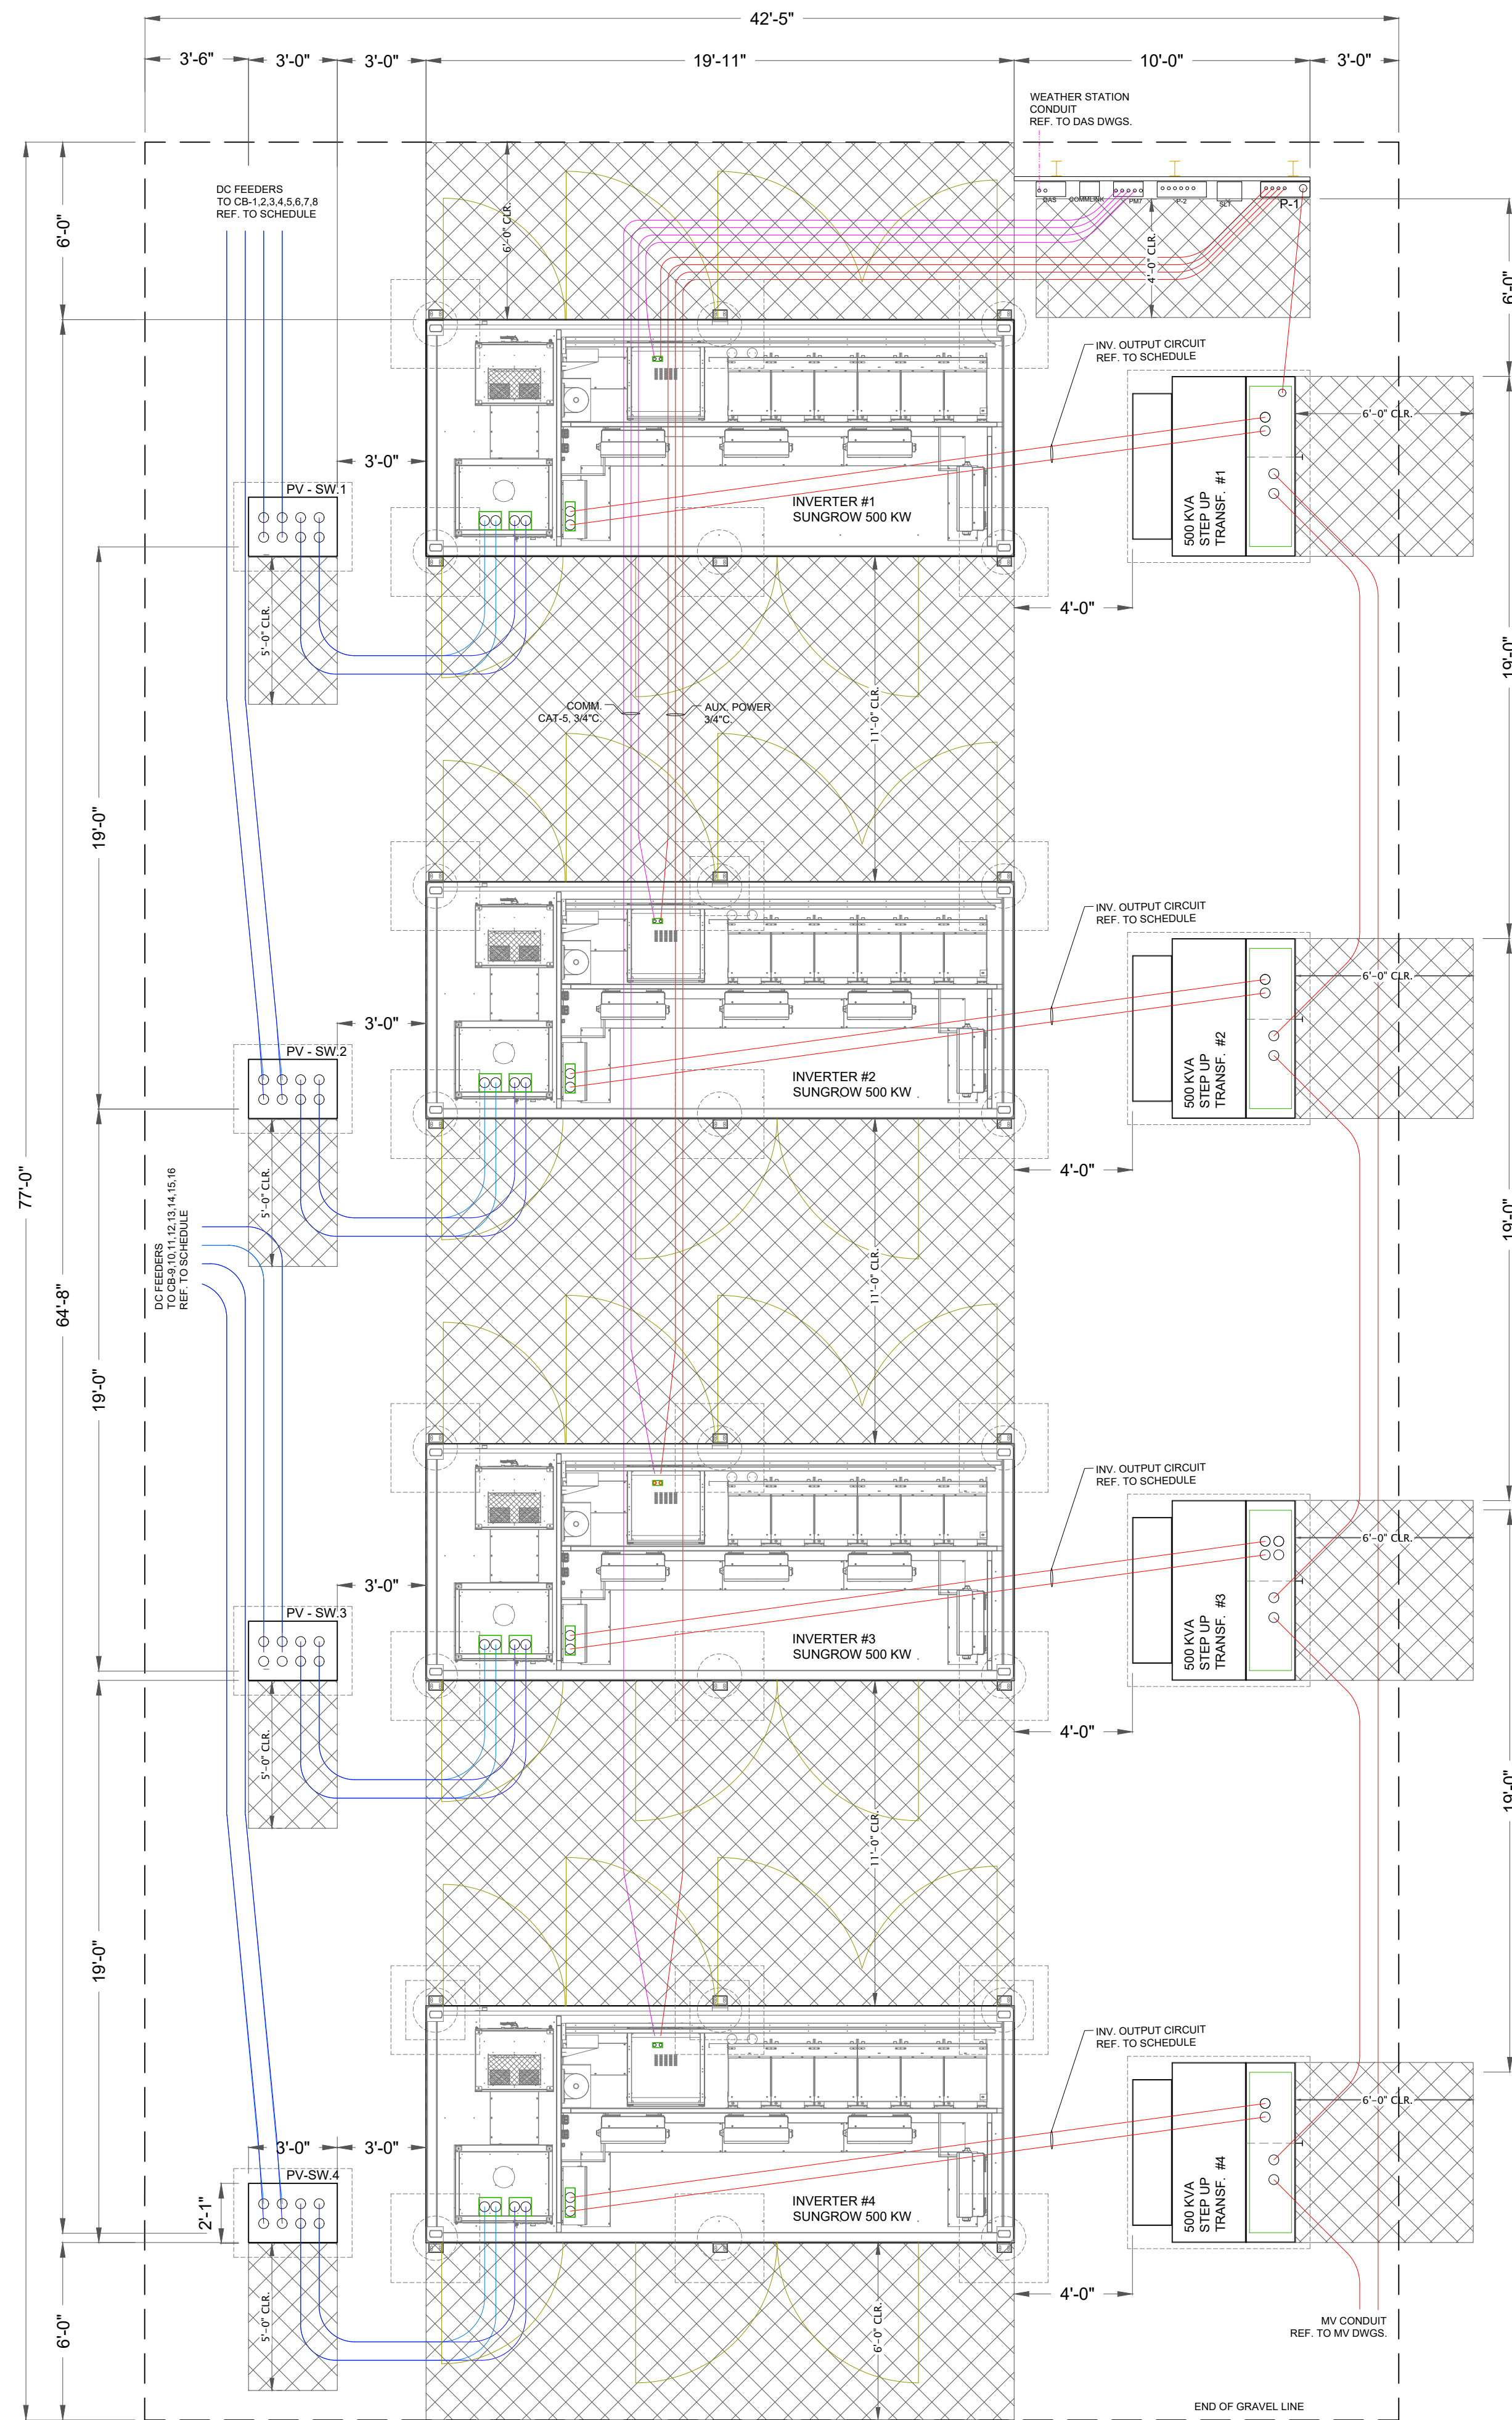 42'-5"
3'-6"
3'-0"
3'-0"
19'-11"
10'-0"
3'-0"
WEATHER STATION
CONDUIT
REF. TO DAS DWGS.
DC FEEDERS
TO CB-1,2,3,4,5,6,7,8
REF. TO SCHEDULE
6'-0"
6'-0" CLR.
DAS
COMMLINK
PM7
P-2
SLT
P-1
4'-0" CLR.
6'-0"
INV. OUTPUT CIRCUIT
REF. TO SCHEDULE
6'-0" CLR.
3'-0"
PV - SW.1
INVERTER #1
SUNGROW 500 KW
500 KVA
STEP UP
TRANSF. #1
5'-0" CLR.
4'-0"
19'-0"
COMM.
CAT-5, 3/4"C.
AUX. POWER
3/4"C.
11'-0" CLR.
19'-0"
INV. OUTPUT CIRCUIT
REF. TO SCHEDULE
6'-0" CLR.
3'-0"
PV - SW.2
INVERTER #2
SUNGROW 500 KW
500 KVA
STEP UP
TRANSF. #2
5'-0" CLR.
4'-0"
77'-0"
64'-8"
DC FEEDERS
TO CB-9,10,11,12,13,14,15,16
REF. TO SCHEDULE
11'-0" CLR.
19'-0"
19'-0"
INV. OUTPUT CIRCUIT
REF. TO SCHEDULE
6'-0" CLR.
3'-0"
PV - SW.3
INVERTER #3
SUNGROW 500 KW
500 KVA
STEP UP
TRANSF. #3
5'-0" CLR.
4'-0"
11'-0" CLR.
19'-0"
19'-0"
INV. OUTPUT CIRCUIT
REF. TO SCHEDULE
6'-0" CLR.
3'-0"
3'-0"
PV-SW.4
2'-1"
INVERTER #4
SUNGROW 500 KW
500 KVA
STEP UP
TRANSF. #4
5'-0" CLR.
4'-0"
6'-0"
6'-0" CLR.
MV CONDUIT
REF. TO MV DWGS.
END OF GRAVEL LINE